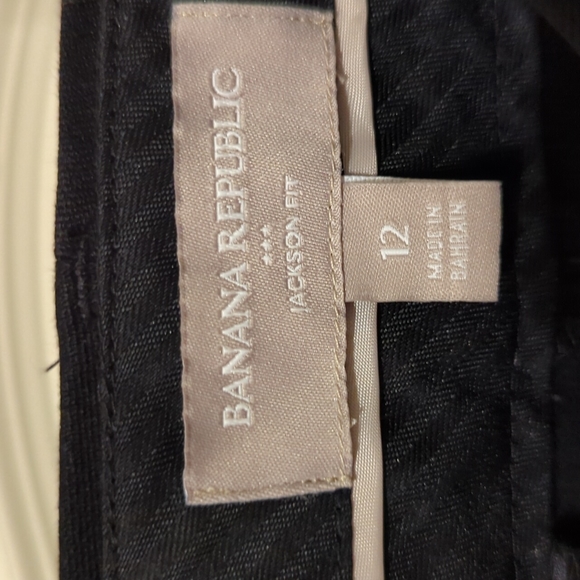 BANANA REPUBLIC
***
JACKSON FIT
12
MADE IN
BAHRAIN